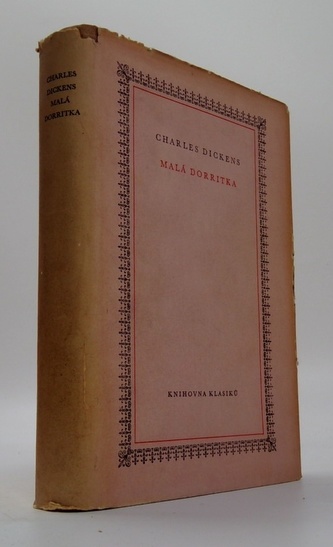 CHARLES
DICKENS
MALÁ
DORRITKA
CHARLES DICKENS
MALÁ DORRITKA
KNIHOVNA KLASIKŮ